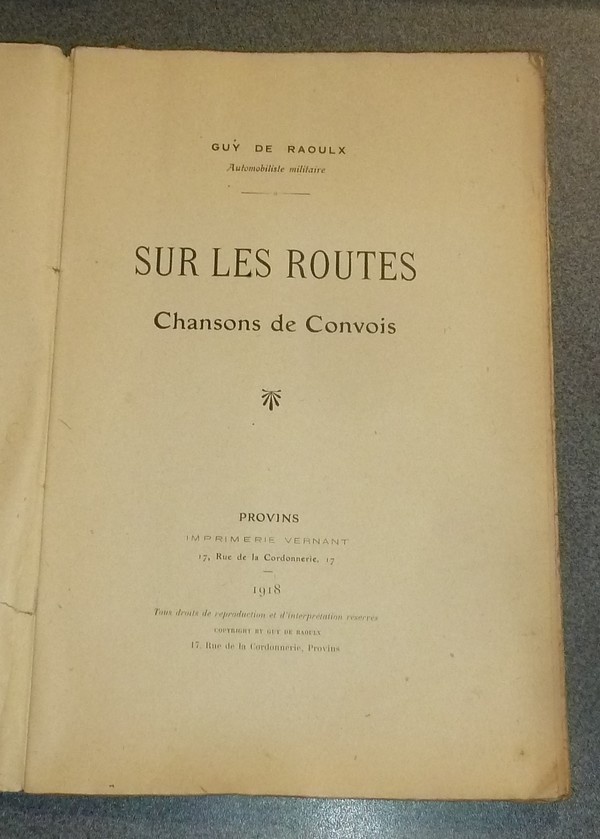 GUY DE RAOULX
Automobiliste militaire
SUR LES ROUTES
Chansons de Convois
PROVINS
IMPRIMERIE VERNANT
17, Rue de la Cordonnerie, 17
1918
Tous droits de reproduction et d'interprétation réservés
COPYRIGHT BY GUY DE RAOULX
17, Rue de la Cordonnerie, Provins